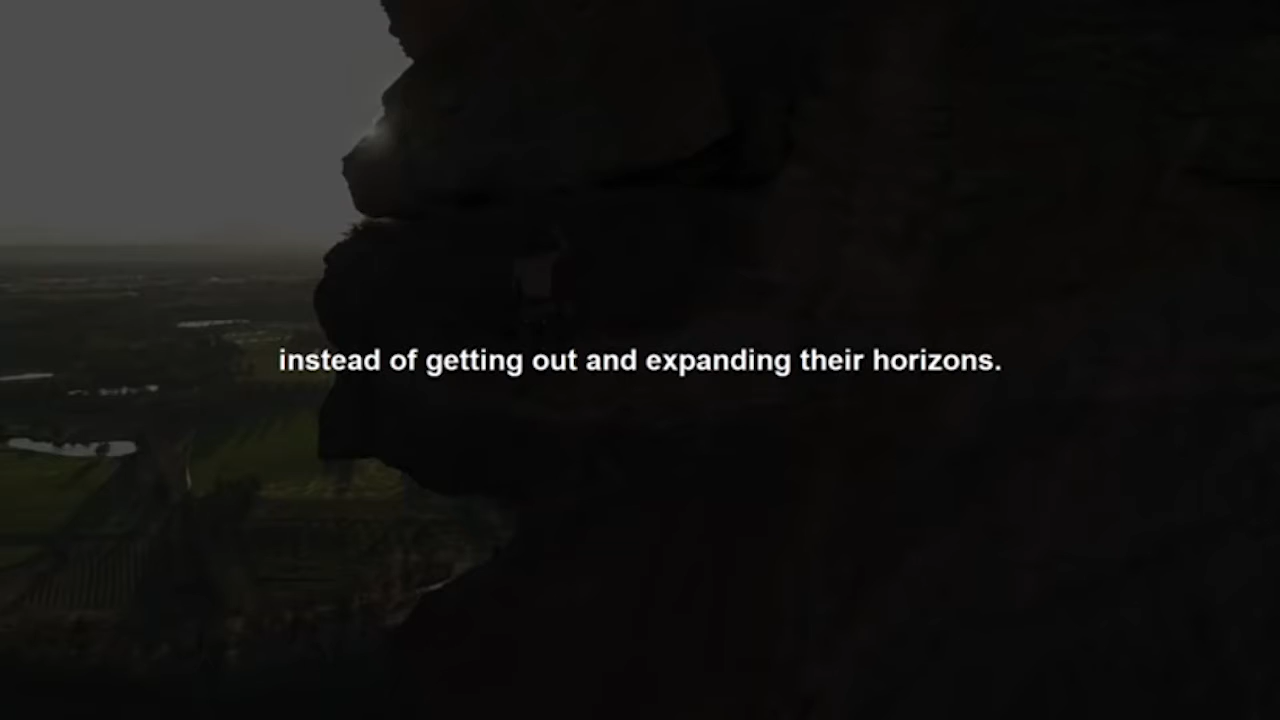 instead of getting out and expanding their horizons.